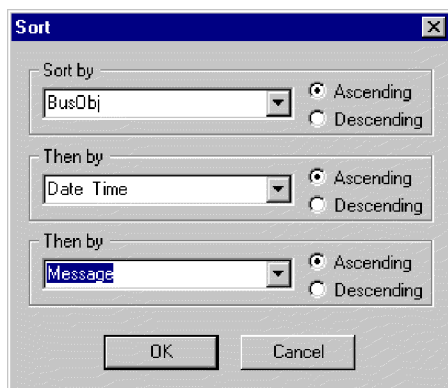 Sort
Sort by
BusObj
Ascending
Descending
Then by
Date Time
Ascending
Descending
Then by
Message
Ascending
Descending
OK
Cancel